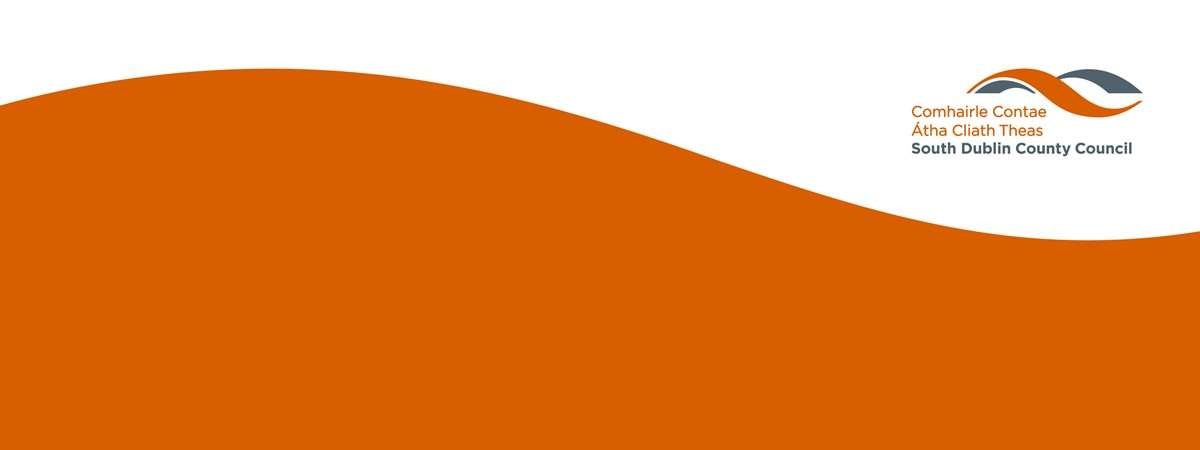 Comhairle Contae
Átha Cliath Theas
South Dublin County Council